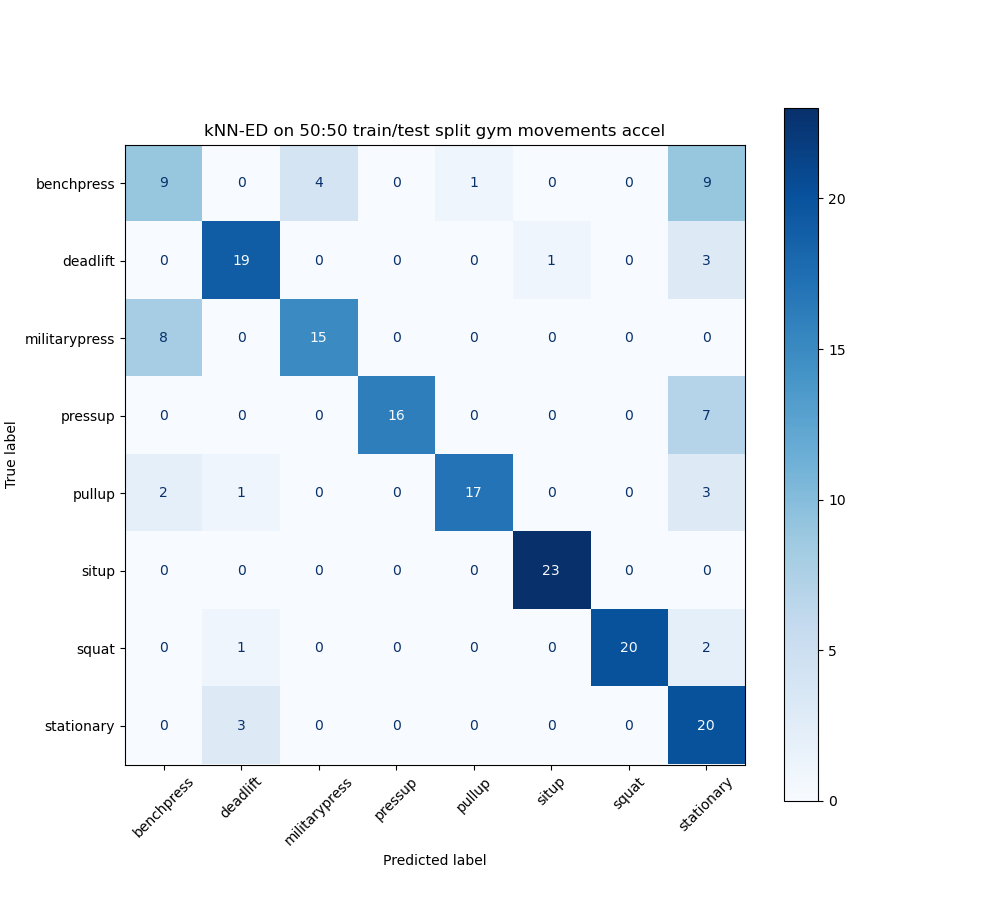 kNN-ED on 50:50 train/test split gym movements accel
True label
benchpress 9 0 4 0 1 0 0 9
deadlift 0 19 0 0 0 1 0 3
militarypress 8 0 15 0 0 0 0 0
pressup 0 0 0 16 0 0 0 7
pullup 2 1 0 0 17 0 0 3
situp 0 0 0 0 0 23 0 0
squat 0 1 0 0 0 0 20 2
stationary 0 3 0 0 0 0 0 20
benchpress deadlift militarypress pressup pullup situp squat stationary
Predicted label
20
15
10
5
0